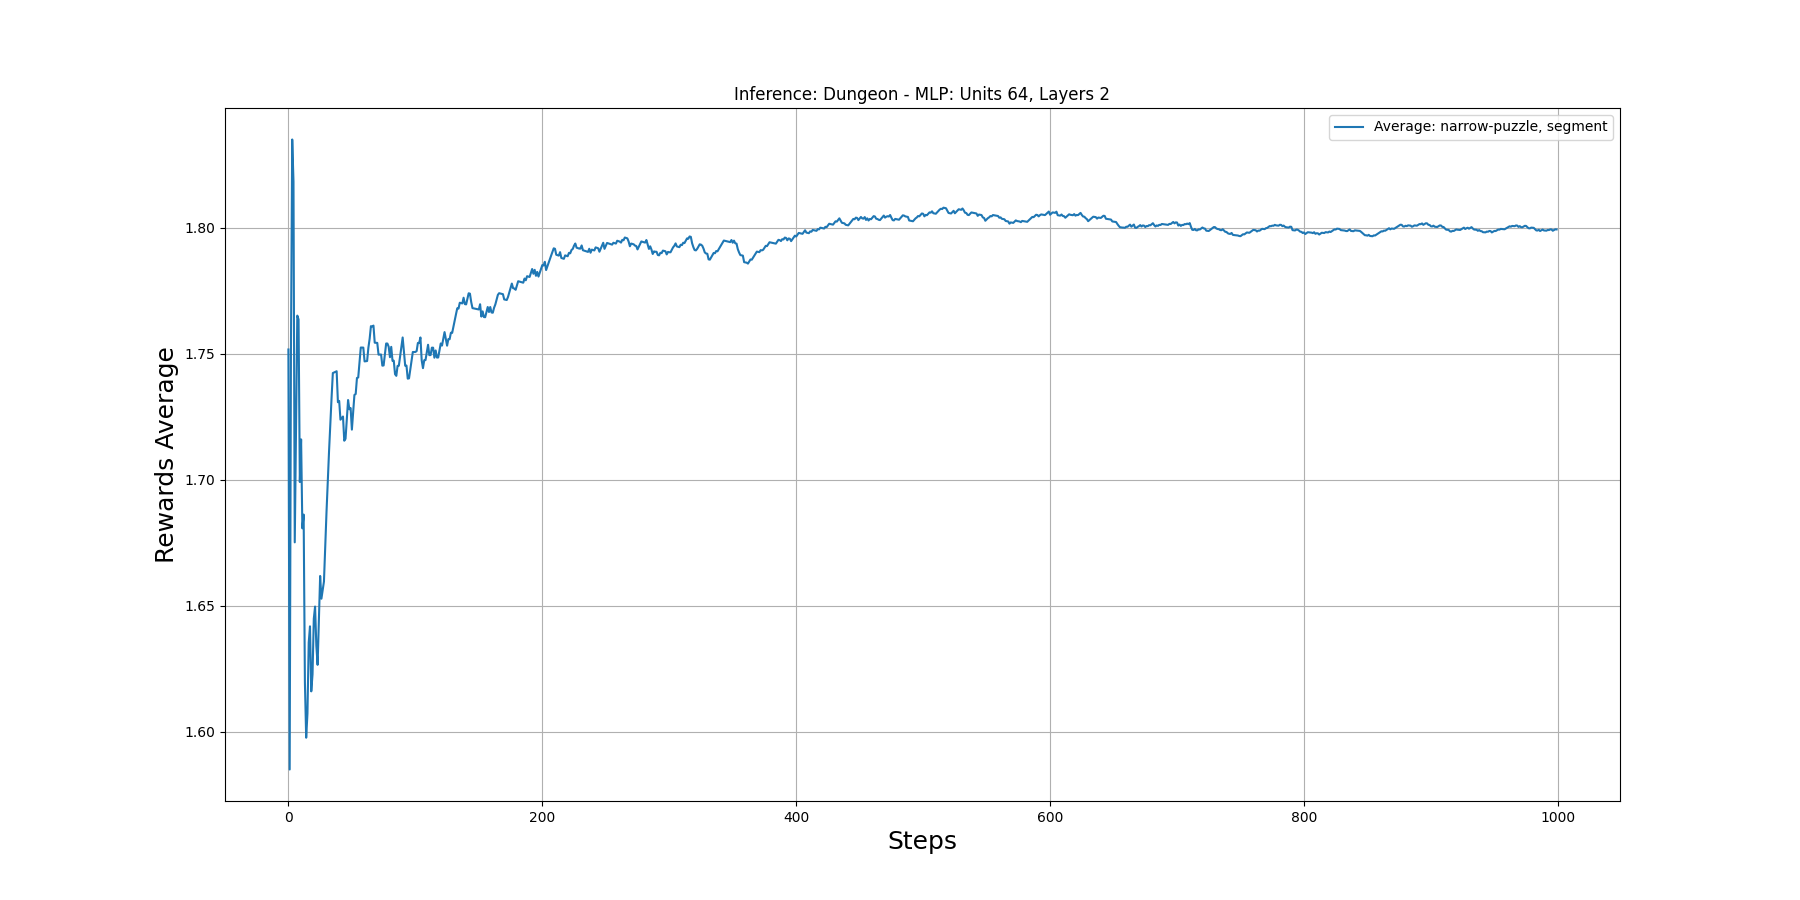 Inference: Dungeon - MLP: Units 64, Layers 2
Average: narrow-puzzle, segment
Rewards Average
1.80
1.75
1.70
1.65
1.60
0 200 400 600 800 1000
Steps